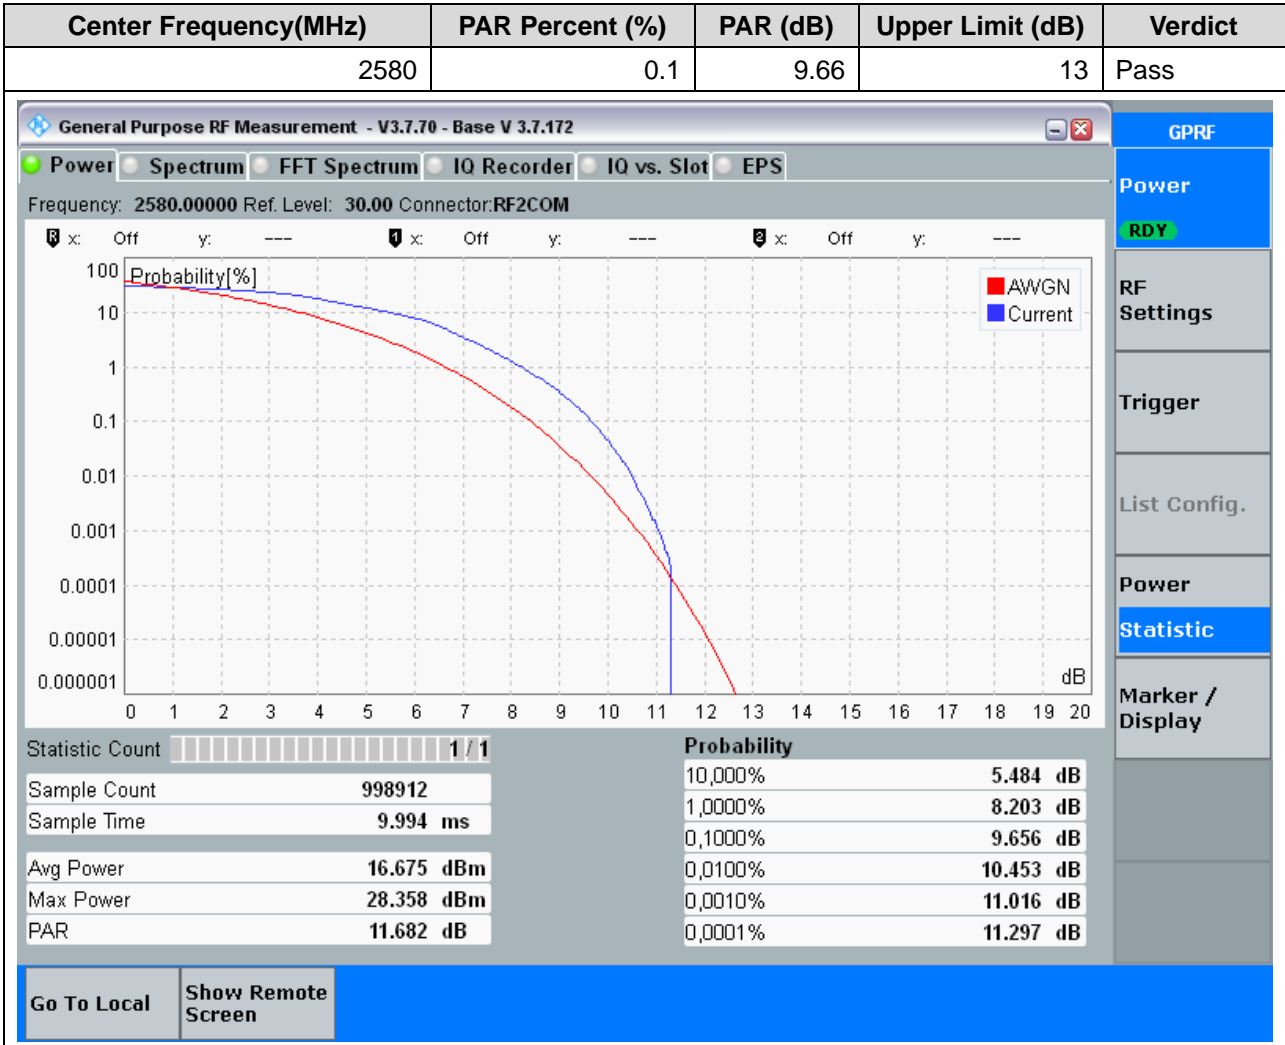 Center Frequency(MHz) PAR Percent (%) PAR (dB) Upper Limit (dB) Verdict
2580 0.1 9.66 13 Pass
General Purpose RF Measurement - V3.7.70 - Base V 3.7.172
GPRF
Power Spectrum FFT Spectrum IQ Recorder IQ vs. Slot EPS
Frequency: 2580.00000 Ref. Level: 30.00 Connector:RF2COM
R x: Off y: --- 1 x: Off y: --- 2 x: Off y: ---
Probability[%]
AWGN
Current
100
10
1
0.1
0.01
0.001
0.0001
0.00001
0.000001
dB
0 1 2 3 4 5 6 7 8 9 10 11 12 13 14 15 16 17 18 19 20
Statistic Count 1 / 1
Sample Count 998912
Sample Time 9.994 ms
Avg Power 16.675 dBm
Max Power 28.358 dBm
PAR 11.682 dB
Probability
10,000% 5.484 dB
1,0000% 8.203 dB
0,1000% 9.656 dB
0,0100% 10.453 dB
0,0010% 11.016 dB
0,0001% 11.297 dB
Power
RDY
RF
Settings
Trigger
List Config.
Power
Statistic
Marker /
Display
Go To Local
Show Remote
Screen